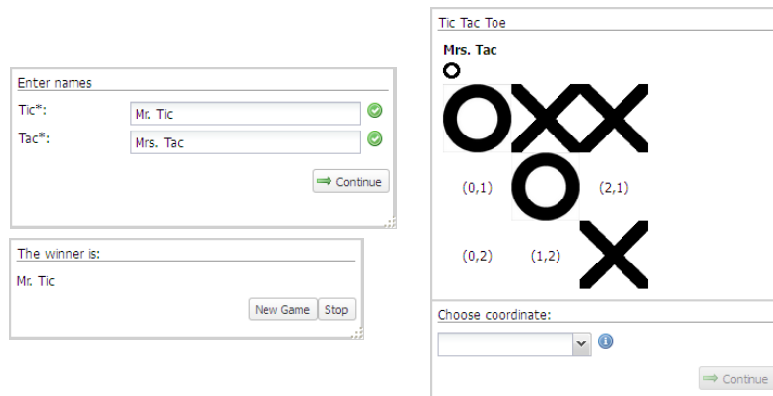 Enter names
Tic*:
Mr. Tic
Tac*:
Mrs. Tac
Continue
The winner is:
Mr. Tic
New Game Stop
Tic Tac Toe
Mrs. Tac
(0,1) (2,1)
(0,2) (1,2)
Choose coordinate:
Continue